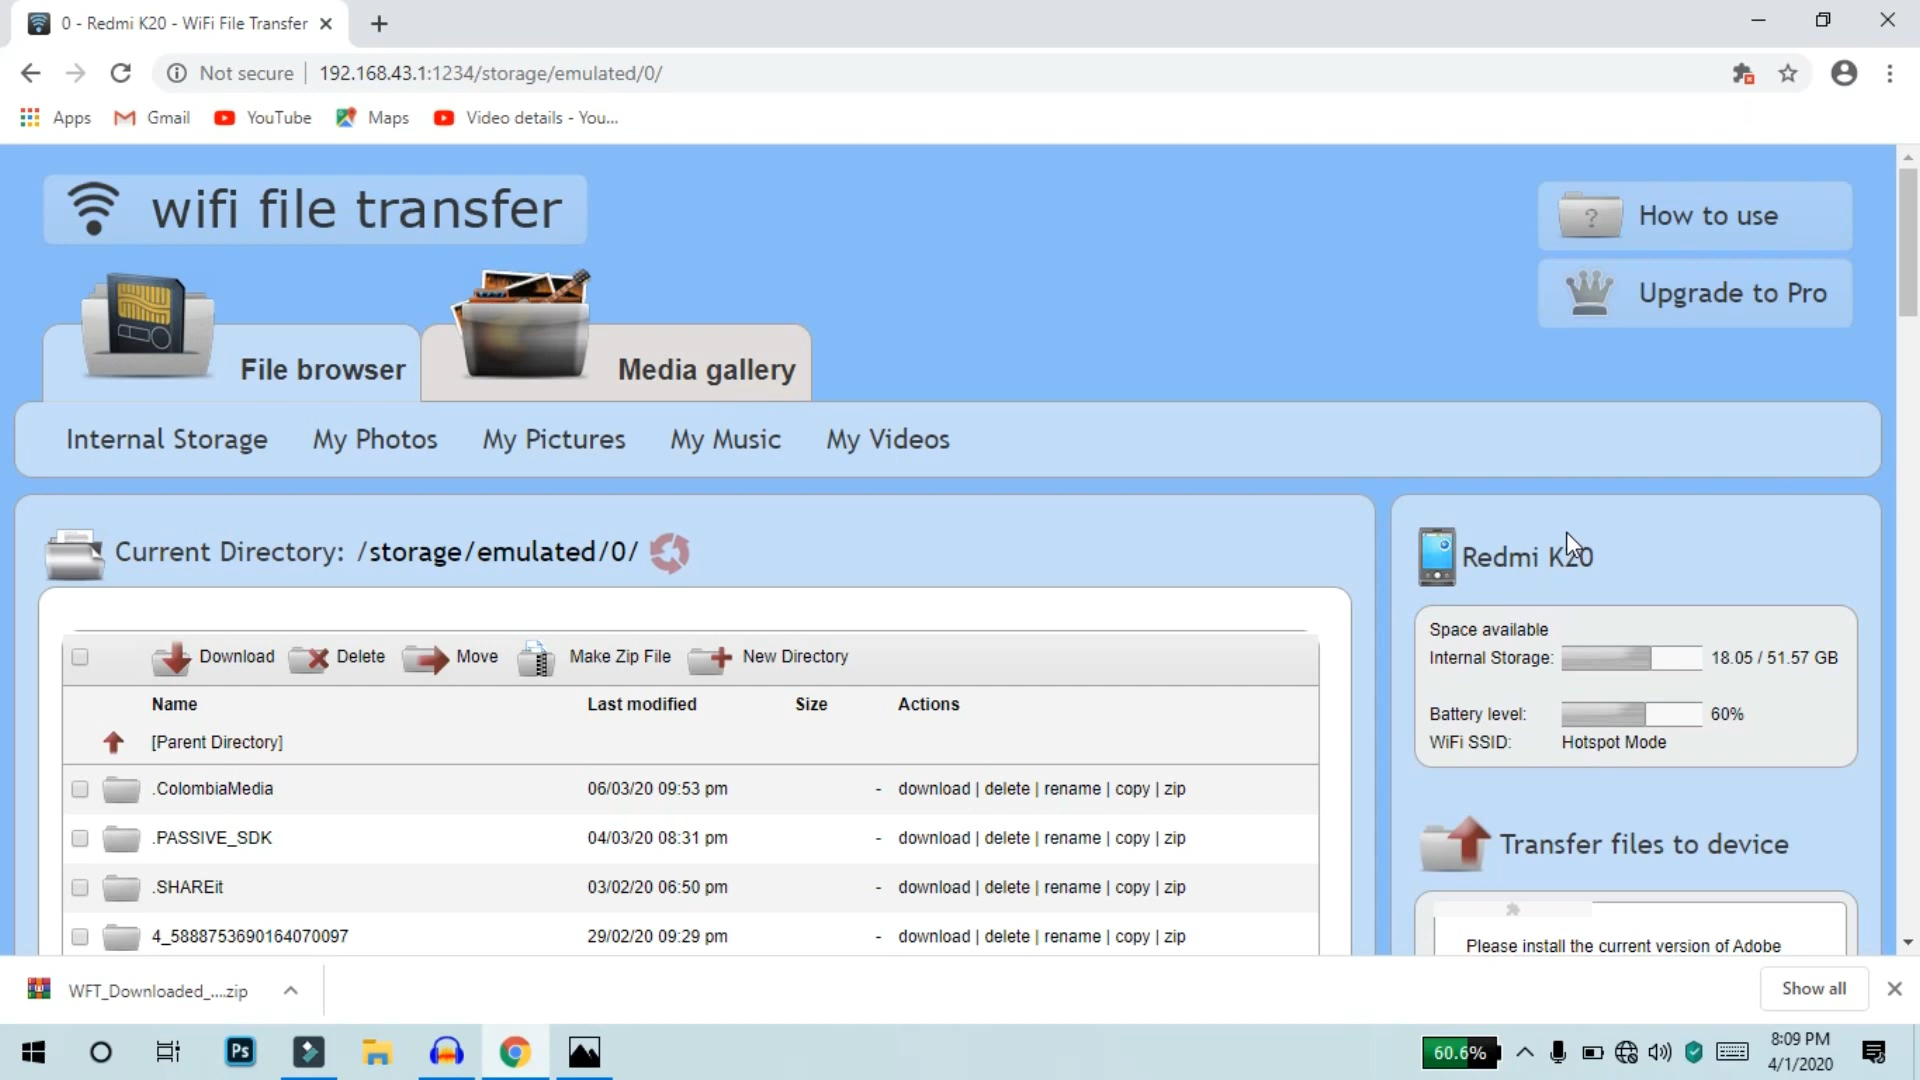 0 - Redmi K20 - WiFi File Transfer
Not secure | 192.168.43.1:1234/storage/emulated/0/
Apps Gmail YouTube Maps Video details - You...
wifi file transfer
How to use
Upgrade to Pro
File browser Media gallery
Internal Storage My Photos My Pictures My Music My Videos
Current Directory: /storage/emulated/0/
Redmi K20
Space available
Internal Storage: 18.05 / 51.57 GB
Battery level: 60%
WiFi SSID: Hotspot Mode
Download Delete Move Make Zip File New Directory
Name Last modified Size Actions
[Parent Directory]
.ColombiaMedia 06/03/20 09:53 pm - download | delete | rename | copy | zip
.PASSIVE_SDK 04/03/20 08:31 pm - download | delete | rename | copy | zip
.SHAREit 03/02/20 06:50 pm - download | delete | rename | copy | zip
4_5888753690164070097 29/02/20 09:29 pm - download | delete | rename | copy | zip
Transfer files to device
Please install the current version of Adobe
WFT_Downloaded_....zip
Show all
Ps
60.6%
8:09 PM
4/1/2020